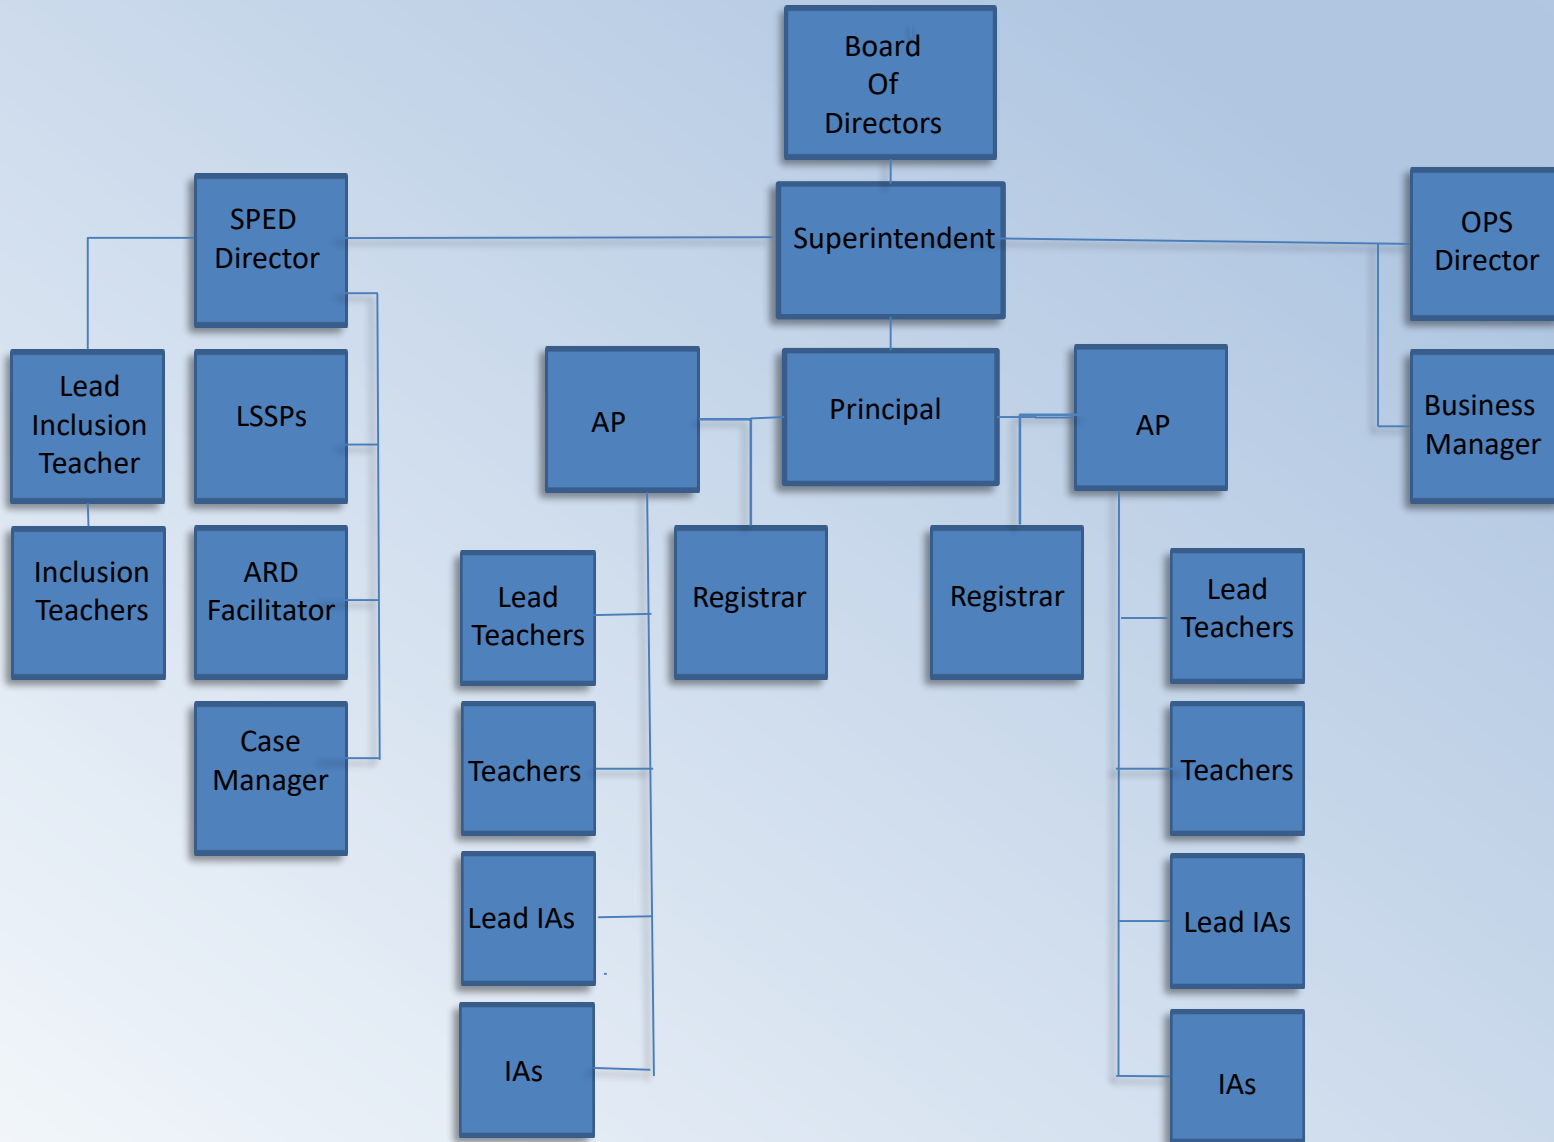 Board
Of
Directors
SPED
Director
Superintendent
OPS
Director
Lead
Inclusion
Teacher
LSSPs
AP
Principal
AP
Business
Manager
Inclusion
Teachers
ARD
Facilitator
Lead
Teachers
Registrar
Registrar
Lead
Teachers
Case
Manager
Teachers
Teachers
Lead IAs
Lead IAs
IAs
IAs